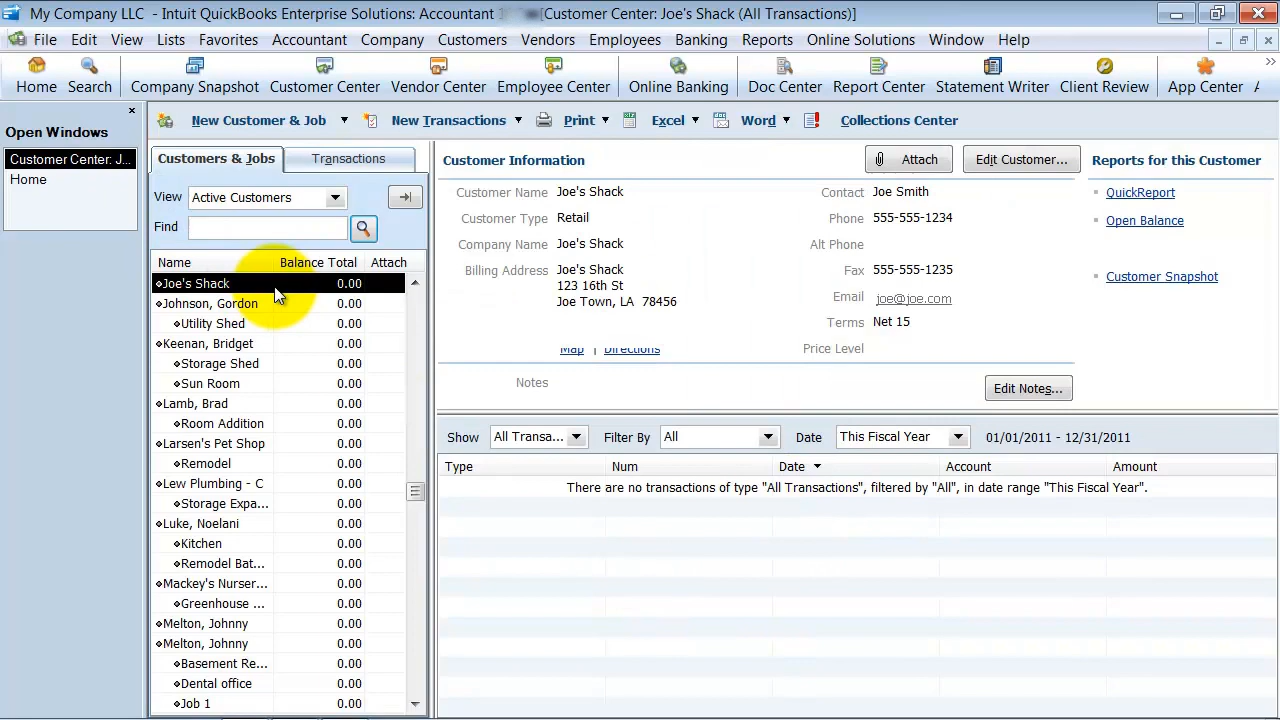 My Company LLC - Intuit QuickBooks Enterprise Solutions: Accountant [Customer Center: Joe's Shack (All Transactions)]
File Edit View Lists Favorites Accountant Company Customers Vendors Employees Banking Reports Online Solutions Window Help
Home Search Company Snapshot Customer Center Vendor Center Employee Center Online Banking Doc Center Report Center Statement Writer Client Review App Center
Open Windows
Customer Center: J...
Home
New Customer & Job New Transactions Print Excel Word Collections Center
Customers & Jobs Transactions
View Active Customers
Find
Name Balance Total Attach
Joe's Shack 0.00
Johnson, Gordon 0.00
Utility Shed 0.00
Keenan, Bridget 0.00
Storage Shed 0.00
Sun Room 0.00
Lamb, Brad 0.00
Room Addition 0.00
Larsen's Pet Shop 0.00
Remodel 0.00
Lew Plumbing - C 0.00
Storage Expa... 0.00
Luke, Noelani 0.00
Kitchen 0.00
Remodel Bat... 0.00
Mackey's Nurser... 0.00
Greenhouse ... 0.00
Melton, Johnny 0.00
Melton, Johnny 0.00
Basement Re... 0.00
Dental office 0.00
Job 1 0.00
Customer Information Attach Edit Customer...
Customer Name Joe's Shack
Customer Type Retail
Company Name Joe's Shack
Billing Address Joe's Shack
123 16th St
Joe Town, LA 78456
Map | Directions
Contact Joe Smith
Phone 555-555-1234
Alt Phone
Fax 555-555-1235
Email joe@joe.com
Terms Net 15
Price Level
Notes Edit Notes...
Reports for this Customer
QuickReport
Open Balance
Customer Snapshot
Show All Transa... Filter By All Date This Fiscal Year 01/01/2011 - 12/31/2011
Type Num Date Account Amount
There are no transactions of type "All Transactions", filtered by "All", in date range "This Fiscal Year".